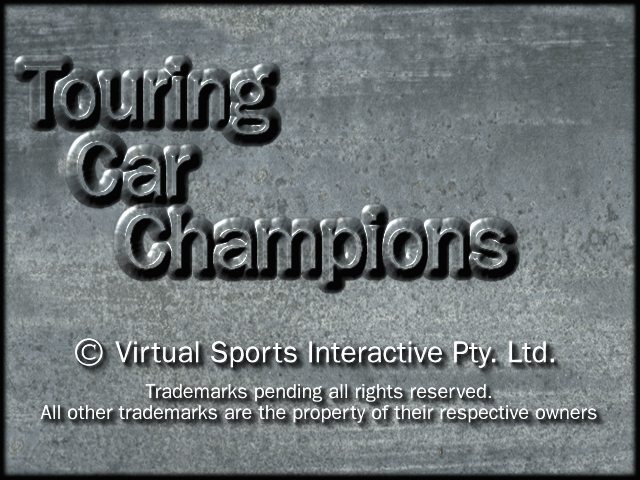 Touring
Car
Champions
© Virtual Sports Interactive Pty. Ltd.
Trademarks pending all rights reserved.
All other trademarks are the property of their respective owners